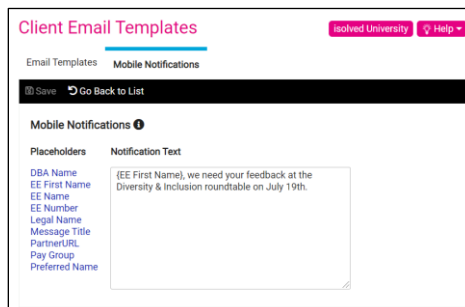 Client Email Templates
isolved University
Help
Email Templates
Mobile Notifications
Save
Go Back to List
Mobile Notifications
Placeholders
Notification Text
DBA Name
EE First Name
EE Name
EE Number
Legal Name
Message Title
PartnerURL
Pay Group
Preferred Name
{EE First Name}, we need your feedback at the
Diversity & Inclusion roundtable on July 19th.